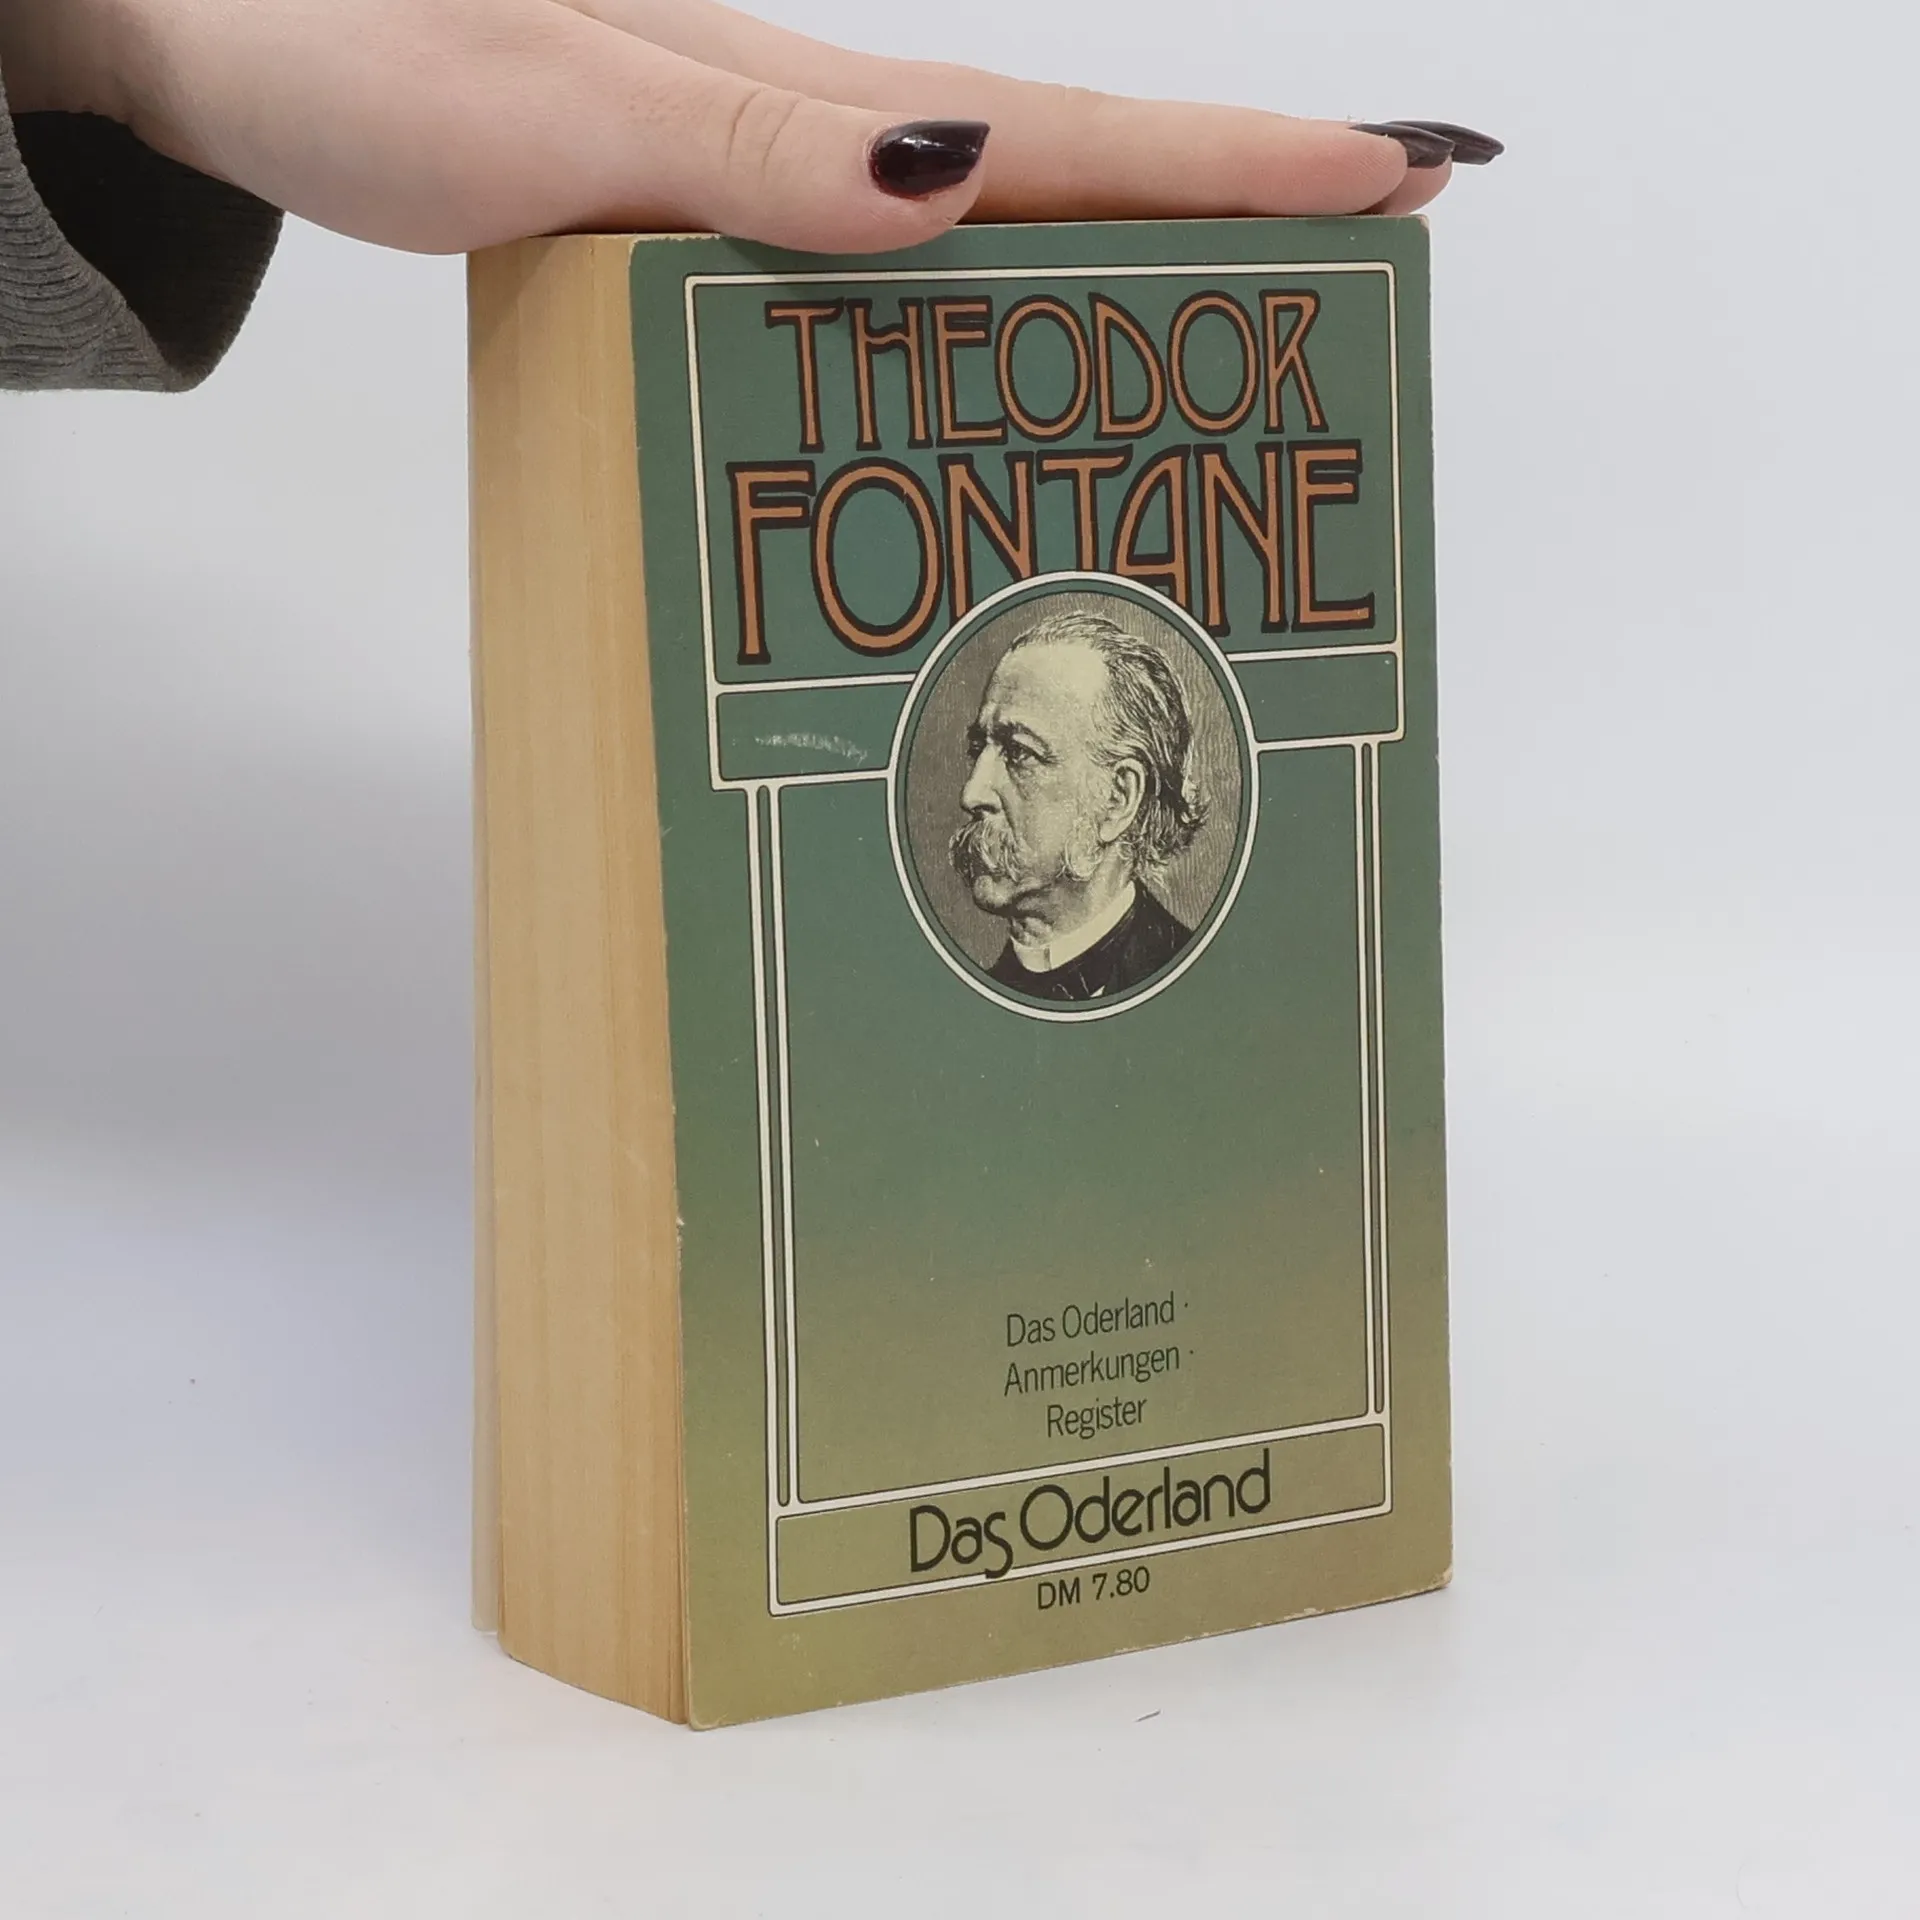 THEODOR
FONTANE
Das Oderland ·
Anmerkungen ·
Register
Das Oderland
DM 7.80